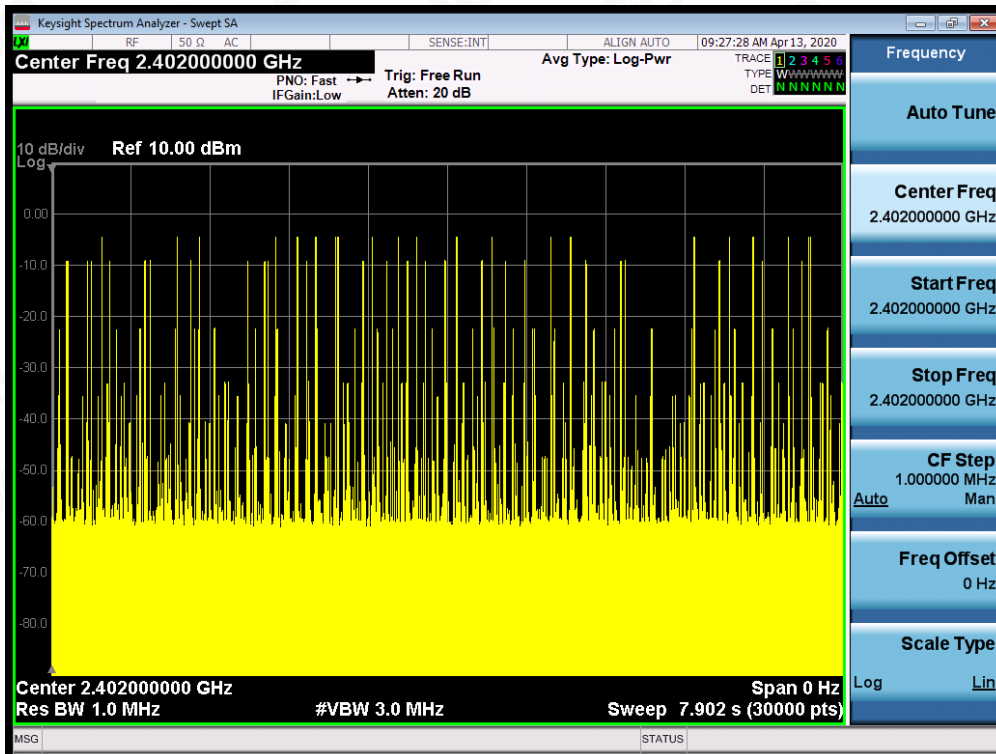 Keysight Spectrum Analyzer - Swept SA
LXI RF 50 Ω AC SENSE:INT ALIGN AUTO 09:27:28 AM Apr 13, 2020
Center Freq 2.402000000 GHz
PNO: Fast
IFGain:Low
Trig: Free Run
Atten: 20 dB
Avg Type: Log-Pwr
TRACE 1 2 3 4 5 6
TYPE WWWWWWW
DET N N N N N N
10 dB/div
Log
Ref 10.00 dBm
0.00
-10.0
-20.0
-30.0
-40.0
-50.0
-60.0
-70.0
-80.0
Center 2.402000000 GHz
Span 0 Hz
Res BW 1.0 MHz
#VBW 3.0 MHz
Sweep 7.902 s (30000 pts)
MSG
STATUS
Frequency
Auto Tune
Center Freq
2.402000000 GHz
Start Freq
2.402000000 GHz
Stop Freq
2.402000000 GHz
CF Step
1.000000 MHz
Auto Man
Freq Offset
0 Hz
Scale Type
Log Lin